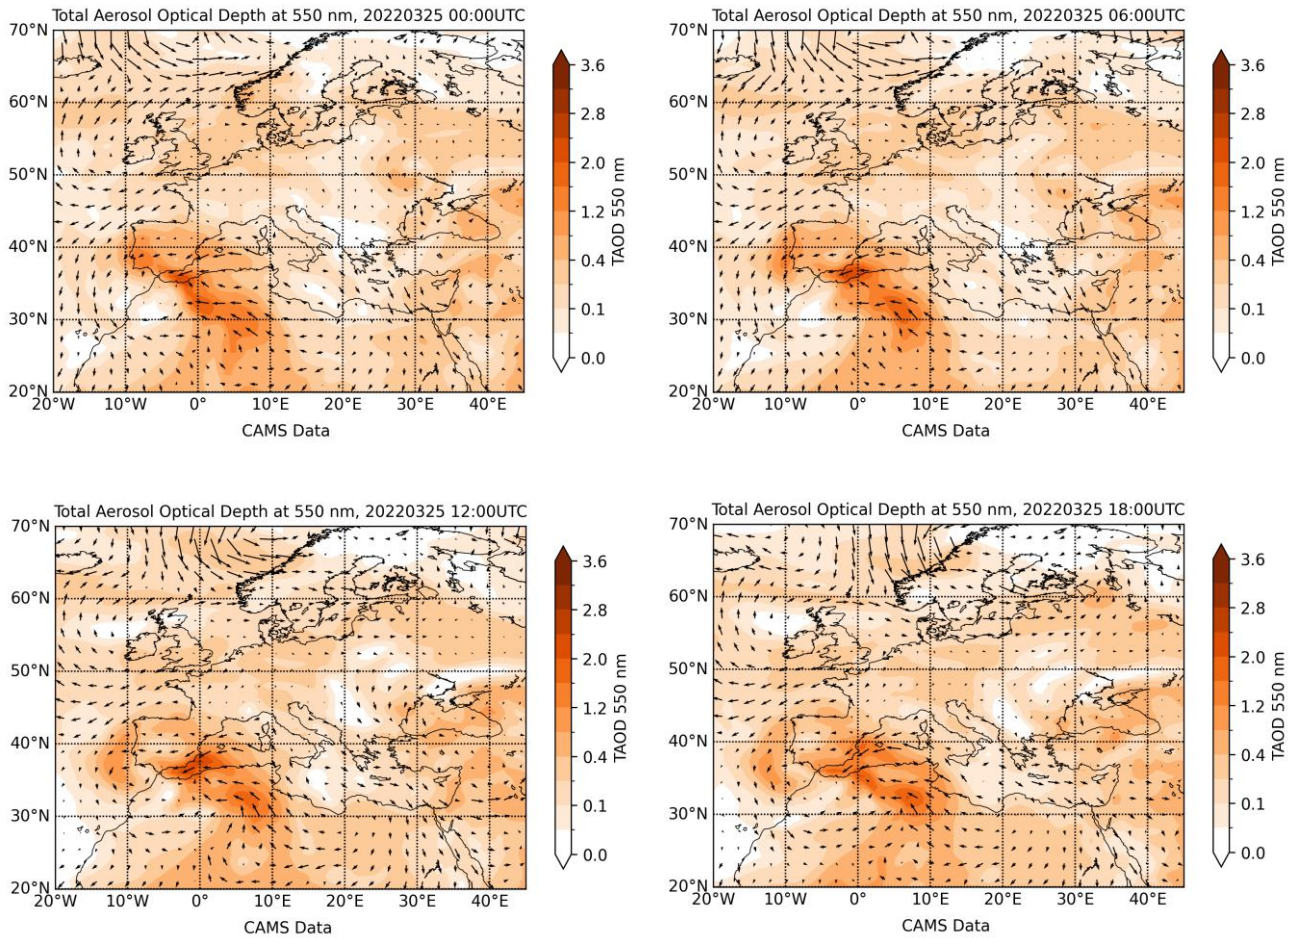 Total Aerosol Optical Depth at 550 nm, 20220325 00:00UTC
70°N
60°N
50°N
40°N
30°N
20°N
20°W 10°W 0° 10°E 20°E 30°E 40°E
CAMS Data
3.6
2.8
2.0
1.2
0.4
0.1
0.0
TAOD 550 nm
Total Aerosol Optical Depth at 550 nm, 20220325 06:00UTC
70°N
60°N
50°N
40°N
30°N
20°N
20°W 10°W 0° 10°E 20°E 30°E 40°E
CAMS Data
3.6
2.8
2.0
1.2
0.4
0.1
0.0
TAOD 550 nm
Total Aerosol Optical Depth at 550 nm, 20220325 12:00UTC
70°N
60°N
50°N
40°N
30°N
20°N
20°W 10°W 0° 10°E 20°E 30°E 40°E
CAMS Data
3.6
2.8
2.0
1.2
0.4
0.1
0.0
TAOD 550 nm
Total Aerosol Optical Depth at 550 nm, 20220325 18:00UTC
70°N
60°N
50°N
40°N
30°N
20°N
20°W 10°W 0° 10°E 20°E 30°E 40°E
CAMS Data
3.6
2.8
2.0
1.2
0.4
0.1
0.0
TAOD 550 nm